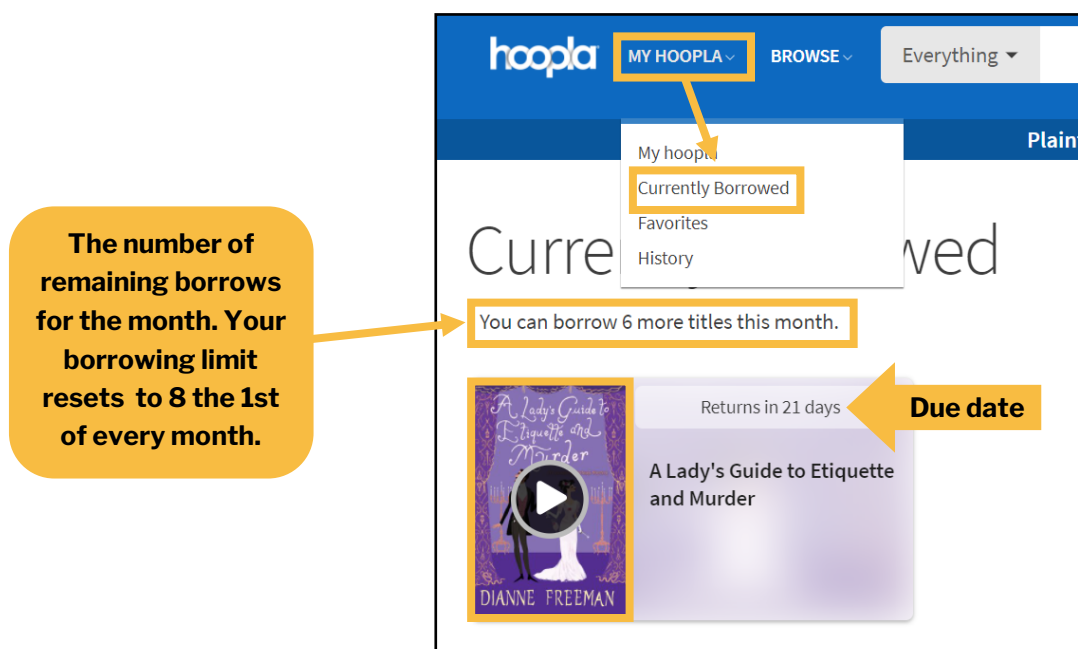 hoopla
MY HOOPLA
BROWSE
Everything
Plain
My hoopla
Currently Borrowed
Favorites
History
Curre wed
You can borrow 6 more titles this month.
The number of
remaining borrows
for the month. Your
borrowing limit
resets to 8 the 1st
of every month.
A Lady's Guide to
Etiquette and
Murder
DIANNE FREEMAN
Returns in 21 days
Due date
A Lady's Guide to Etiquette
and Murder